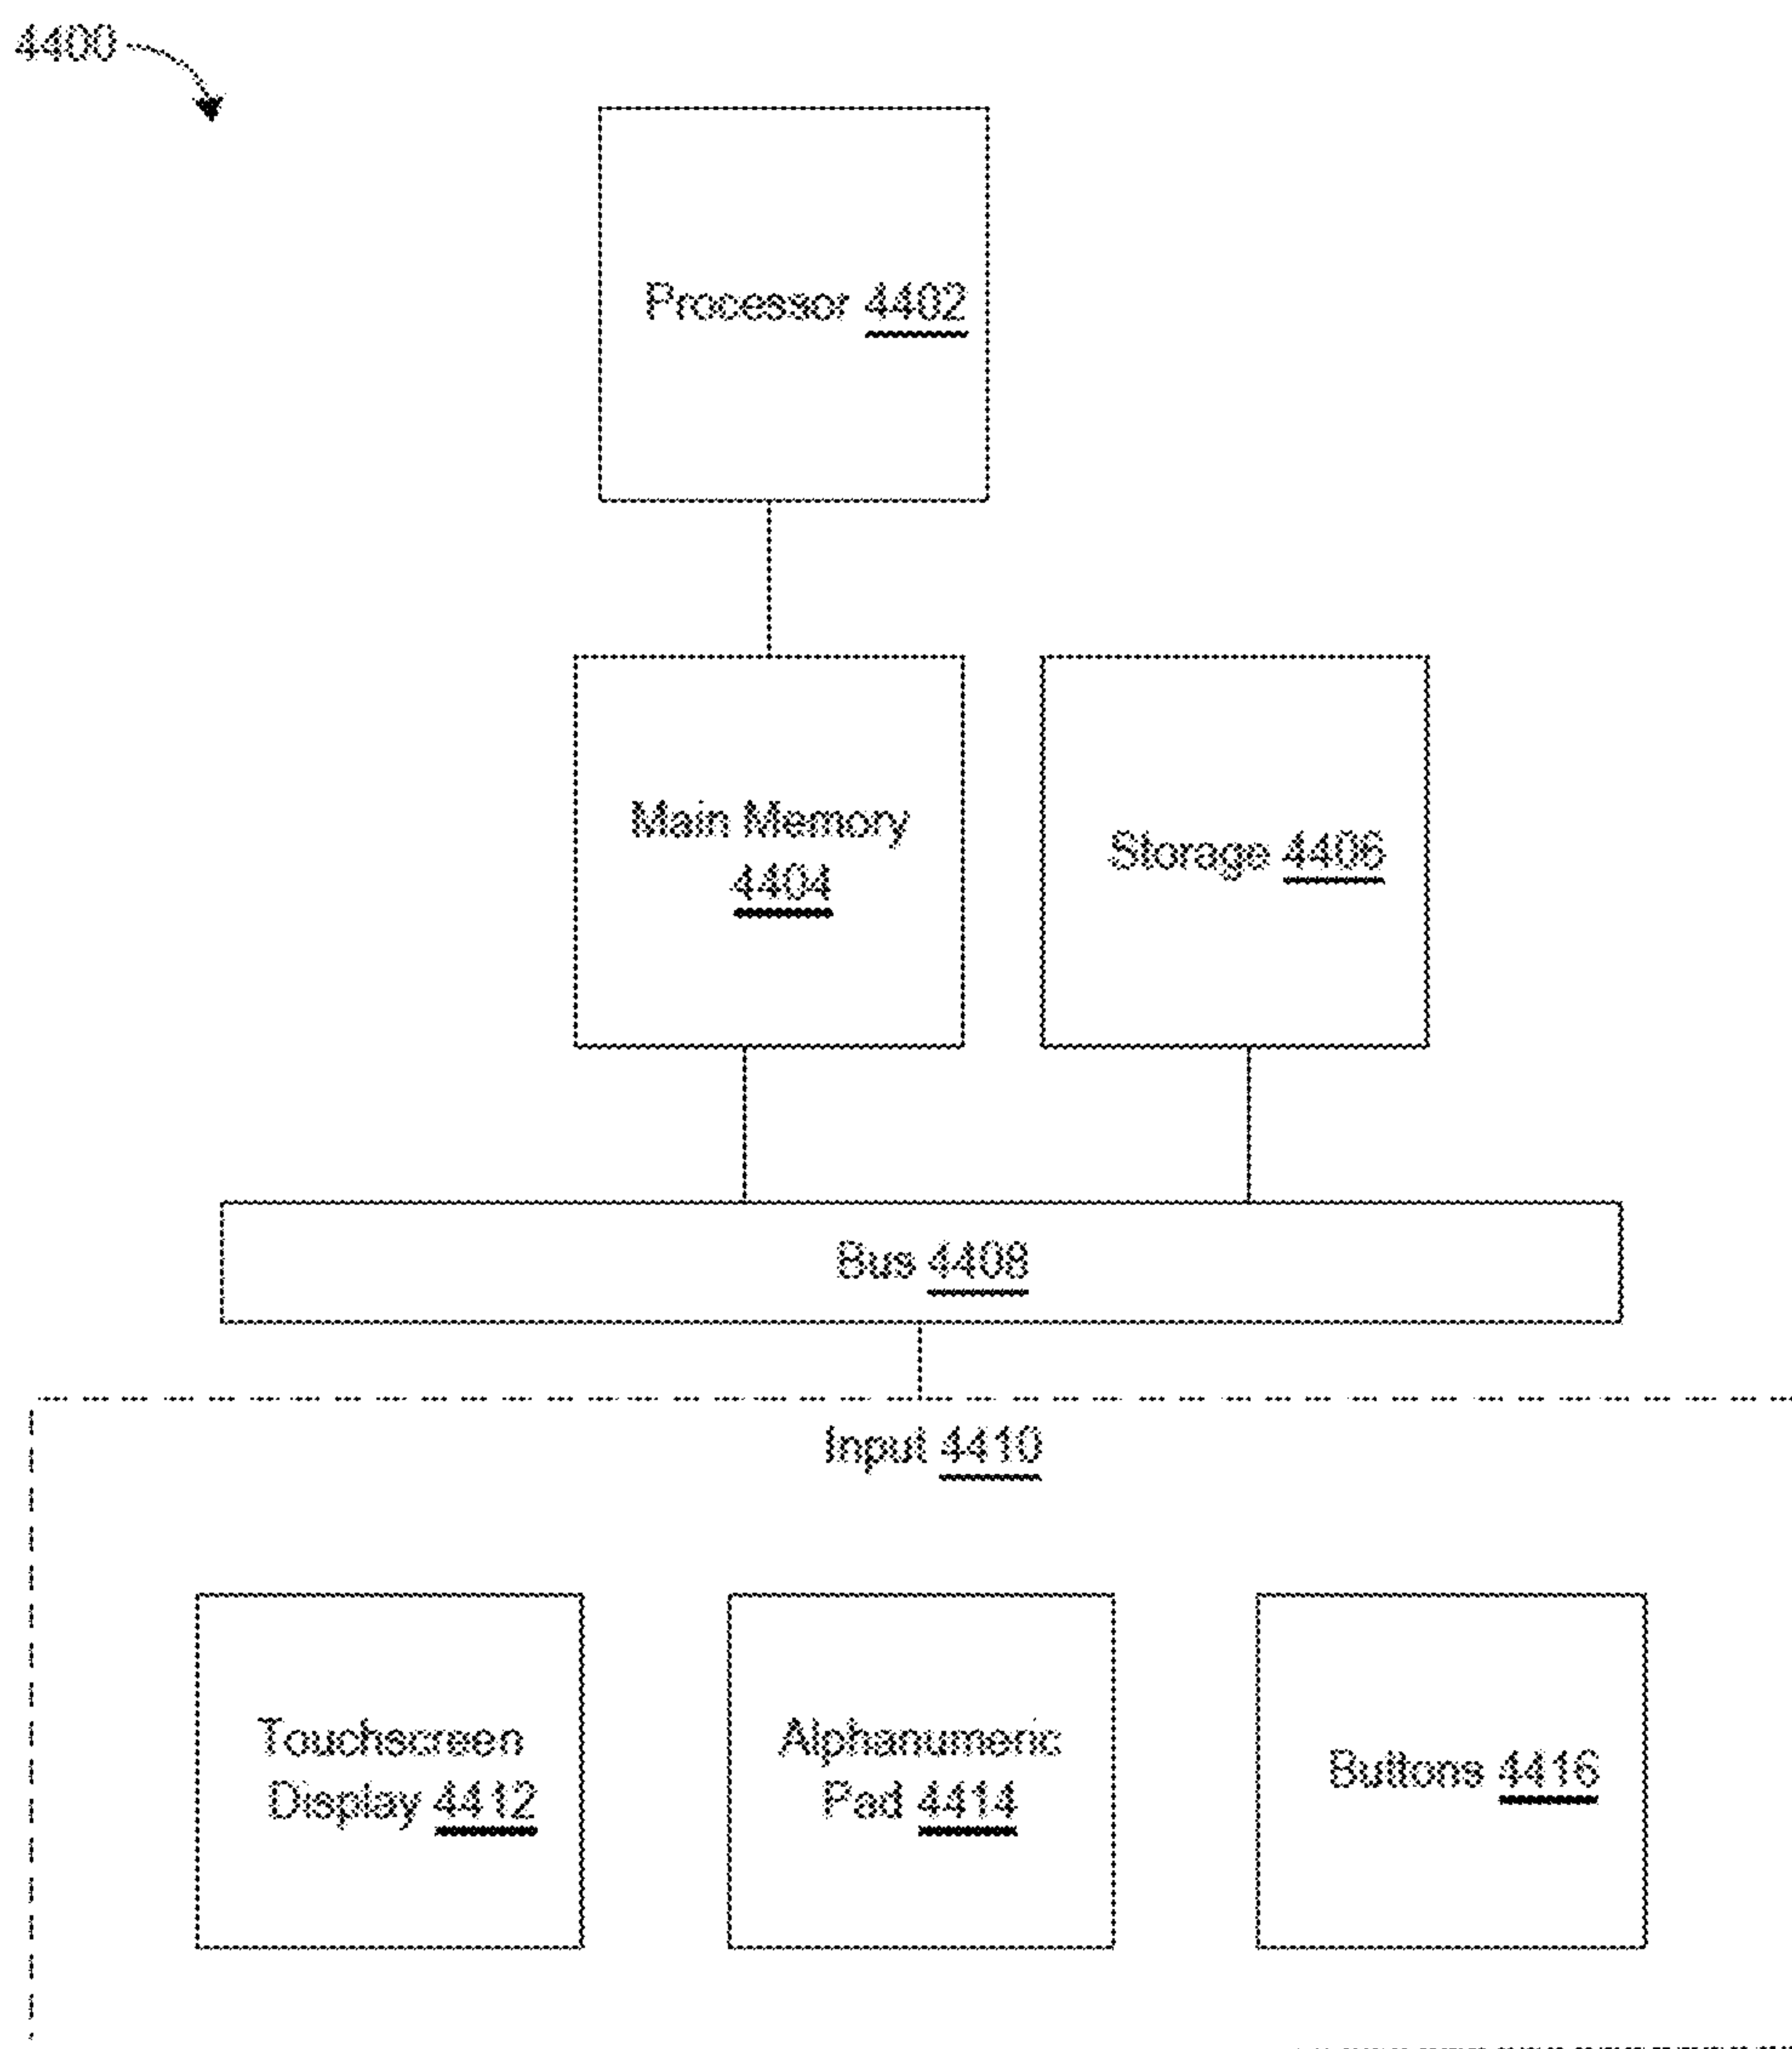 4400
Processor 4402
Main Memory
4404
Storage 4406
Bus 4408
Input 4410
Touchscreen
Display 4412
Alphanumeric
Pad 4414
Buttons 4416